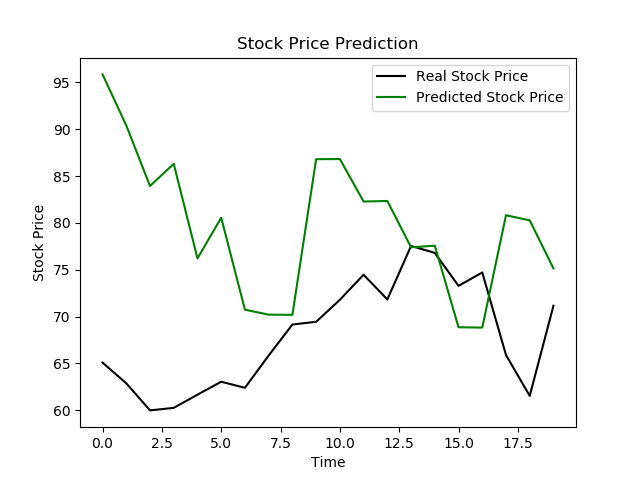 Stock Price Prediction
Real Stock Price
Predicted Stock Price
Stock Price
95
90
85
80
75
70
65
60
0.0 2.5 5.0 7.5 10.0 12.5 15.0 17.5
Time